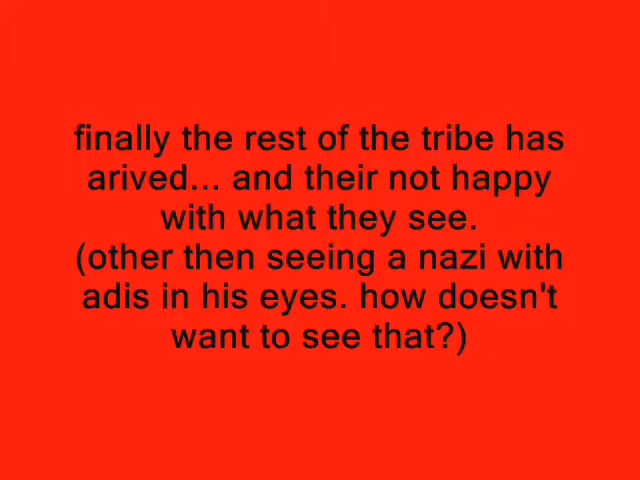 finally the rest of the tribe has
arived... and their not happy
with what they see.
(other then seeing a nazi with
adis in his eyes. how doesn't
want to see that?)